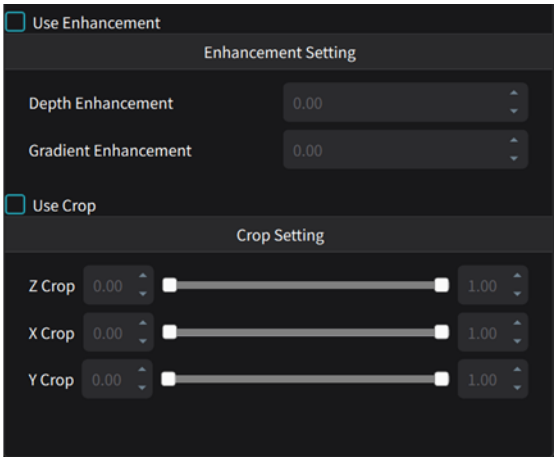 Use Enhancement
Enhancement Setting
Depth Enhancement 0.00
Gradient Enhancement 0.00
Use Crop
Crop Setting
Z Crop 0.00 1.00
X Crop 0.00 1.00
Y Crop 0.00 1.00